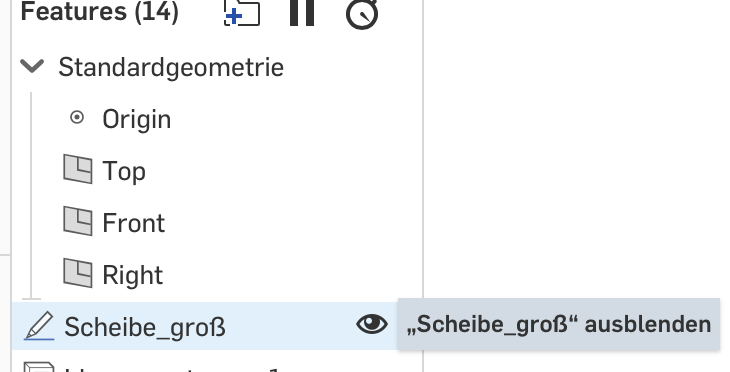 Features (14)
Standardgeometrie
Origin
Top
Front
Right
Scheibe_groß
„Scheibe_groß“ ausblenden